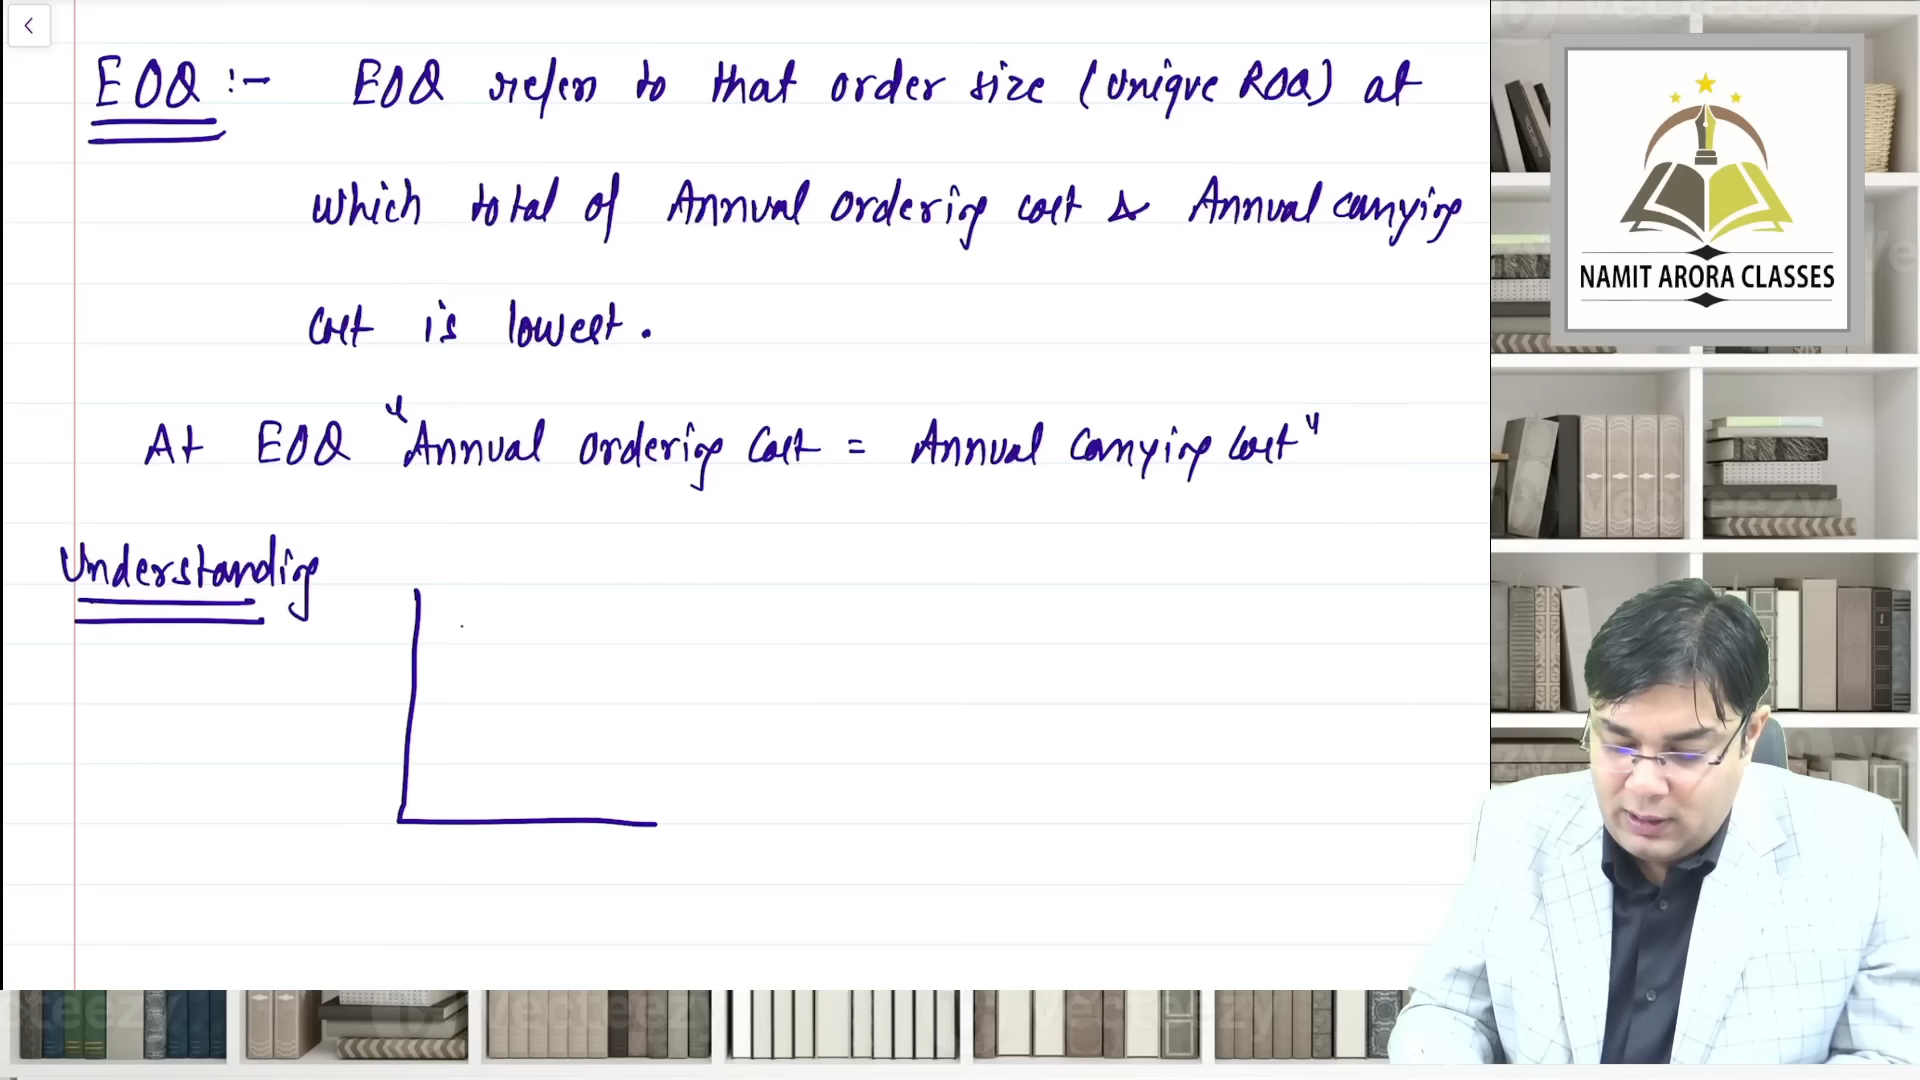 EOQ :- EOQ refers to that order size (Unique ROQ) at
which total of Annual ordering cost & Annual carrying
cost is lowest.
At EOQ "Annual ordering Cost = Annual Carrying Cost"
Understanding
NAMIT ARORA CLASSES